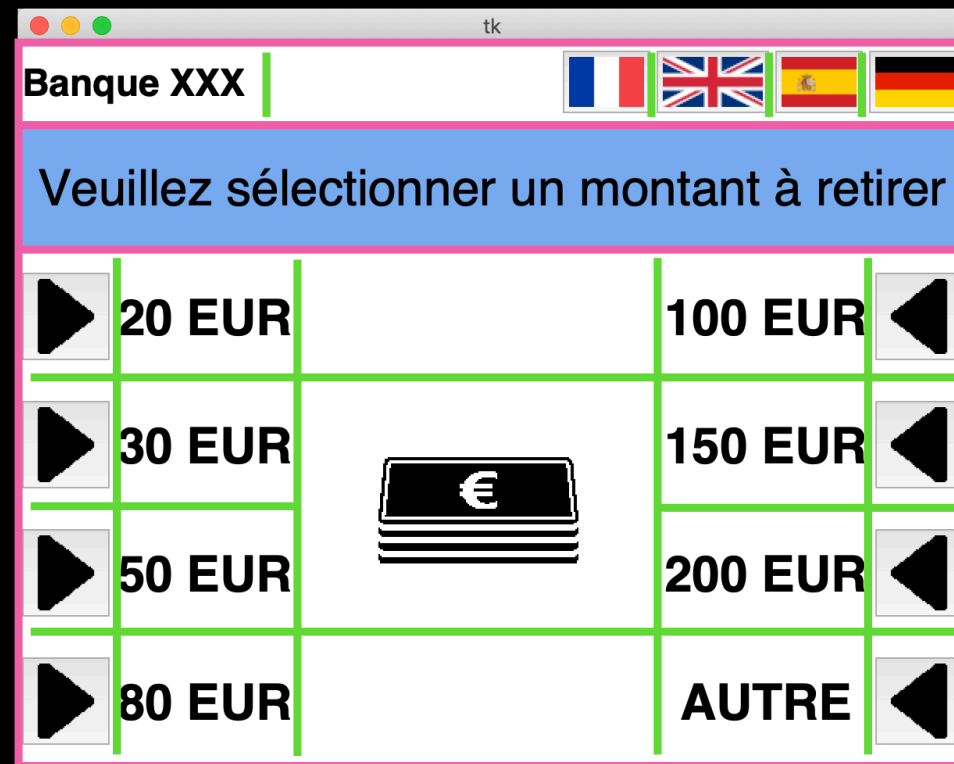 tk
Banque XXX
Veuillez sélectionner un montant à retirer
20 EUR
100 EUR
30 EUR
150 EUR
€
50 EUR
200 EUR
80 EUR
AUTRE